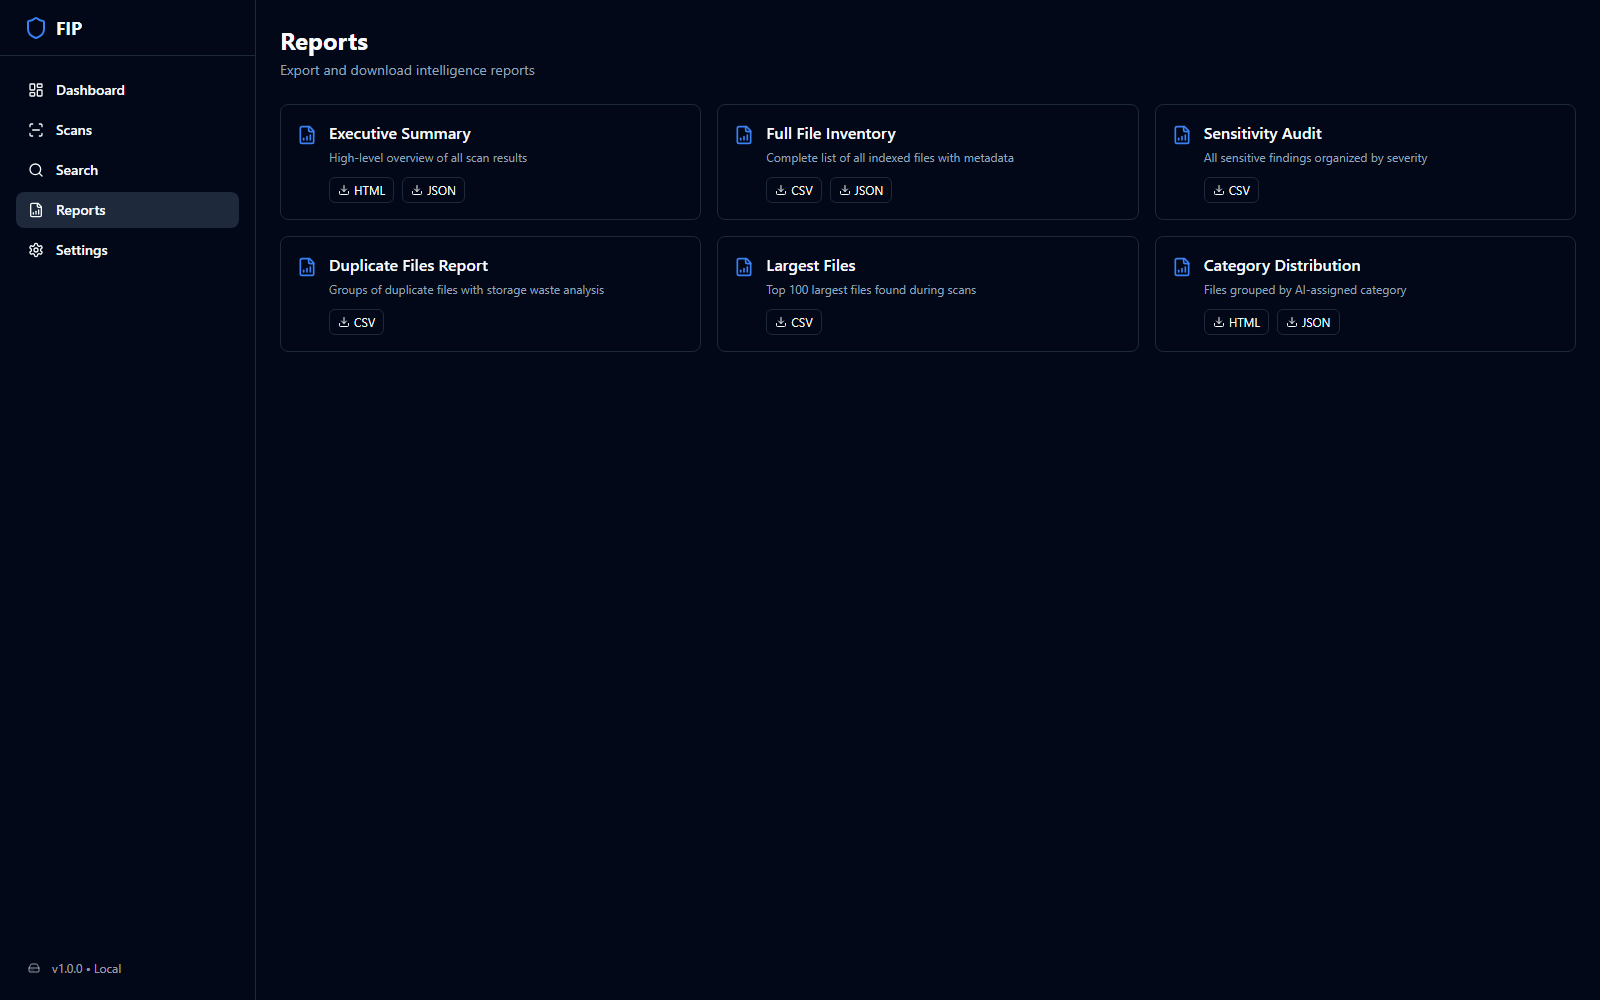 FIP
Dashboard
Scans
Search
Reports
Settings
v1.0.0 • Local
Reports
Export and download intelligence reports
Executive Summary
High-level overview of all scan results
HTML JSON
Full File Inventory
Complete list of all indexed files with metadata
CSV JSON
Sensitivity Audit
All sensitive findings organized by severity
CSV
Duplicate Files Report
Groups of duplicate files with storage waste analysis
CSV
Largest Files
Top 100 largest files found during scans
CSV
Category Distribution
Files grouped by AI-assigned category
HTML JSON